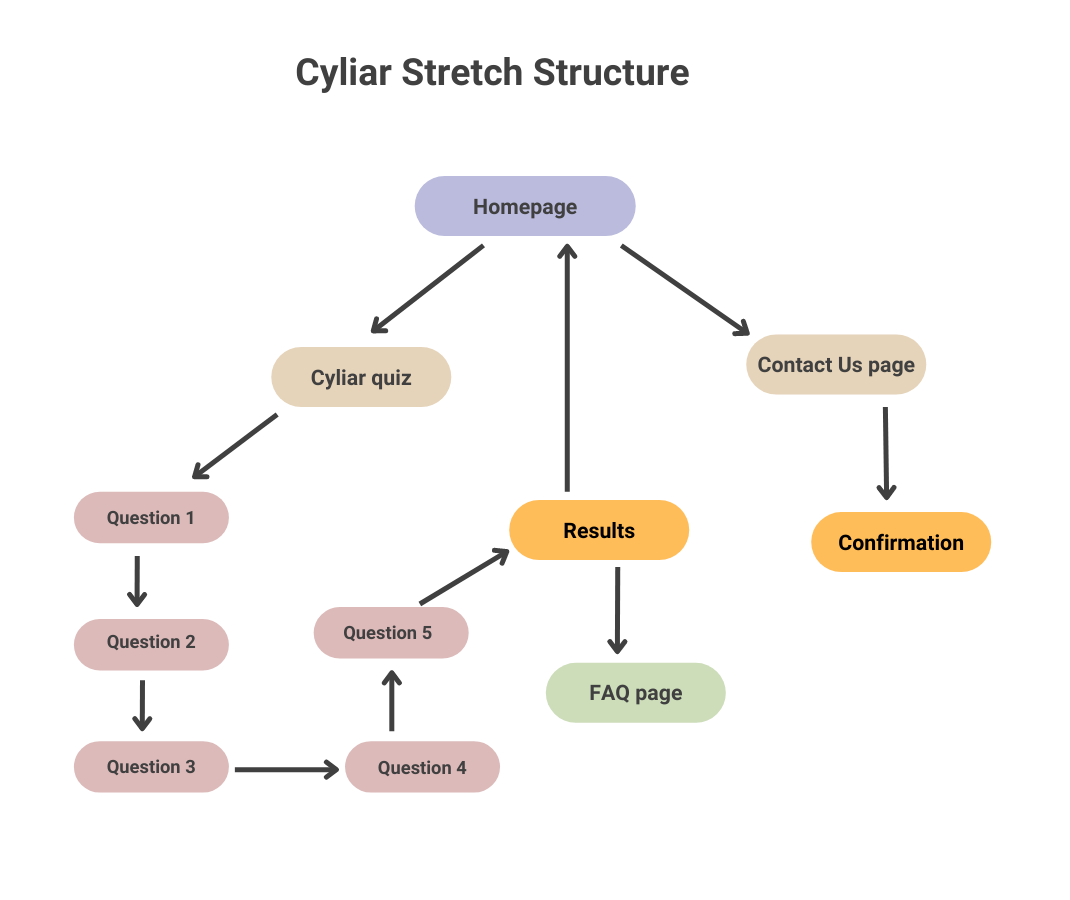 Cyliar Stretch Structure
Homepage
Cyliar quiz
Contact Us page
Question 1
Results
Confirmation
Question 2
Question 5
FAQ page
Question 3
Question 4